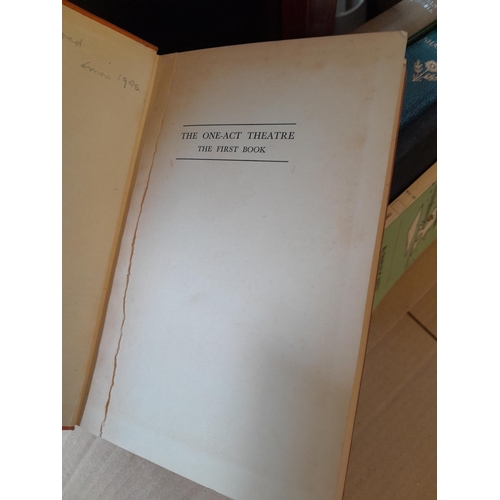 THE ONE-ACT THEATRE
THE FIRST BOOK